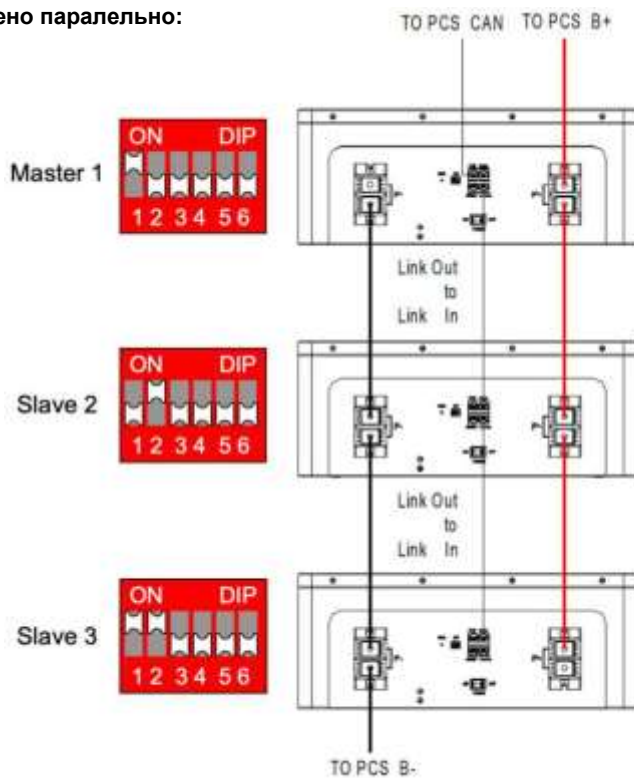 ено паралельно:
TO PCS CAN TO PCS B+
ON DIP
Master 1
1 2 3 4 5 6
Link Out
to
Link In
ON DIP
Slave 2
1 2 3 4 5 6
Link Out
to
Link In
ON DIP
Slave 3
1 2 3 4 5 6
TO PCS B-